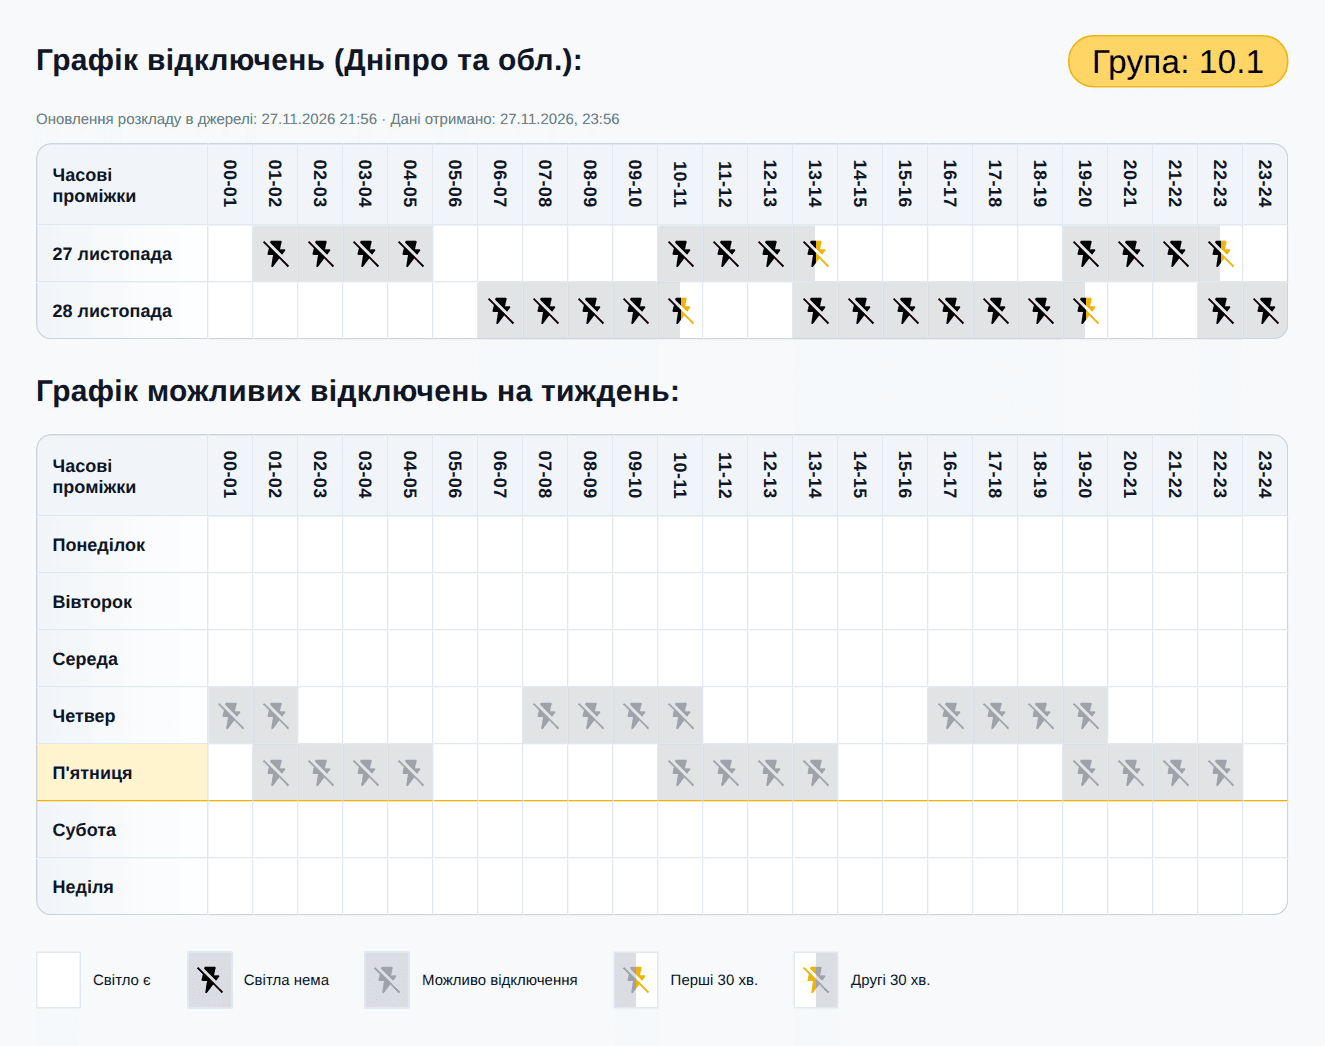 Графік відключень (Дніпро та обл.):
Група: 10.1
Оновлення розкладу в джерелі: 27.11.2026 21:56 · Дані отримано: 27.11.2026, 23:56
Часові проміжки 00-01 01-02 02-03 03-04 04-05 05-06 06-07 07-08 08-09 09-10 10-11 11-12 12-13 13-14 14-15 15-16 16-17 17-18 18-19 19-20 20-21 21-22 22-23 23-24
27 листопада
28 листопада
Графік можливих відключень на тиждень:
Часові проміжки 00-01 01-02 02-03 03-04 04-05 05-06 06-07 07-08 08-09 09-10 10-11 11-12 12-13 13-14 14-15 15-16 16-17 17-18 18-19 19-20 20-21 21-22 22-23 23-24
Понеділок
Вівторок
Середа
Четвер
П'ятниця
Субота
Неділя
Світло є Світла нема Можливо відключення Перші 30 хв. Другі 30 хв.